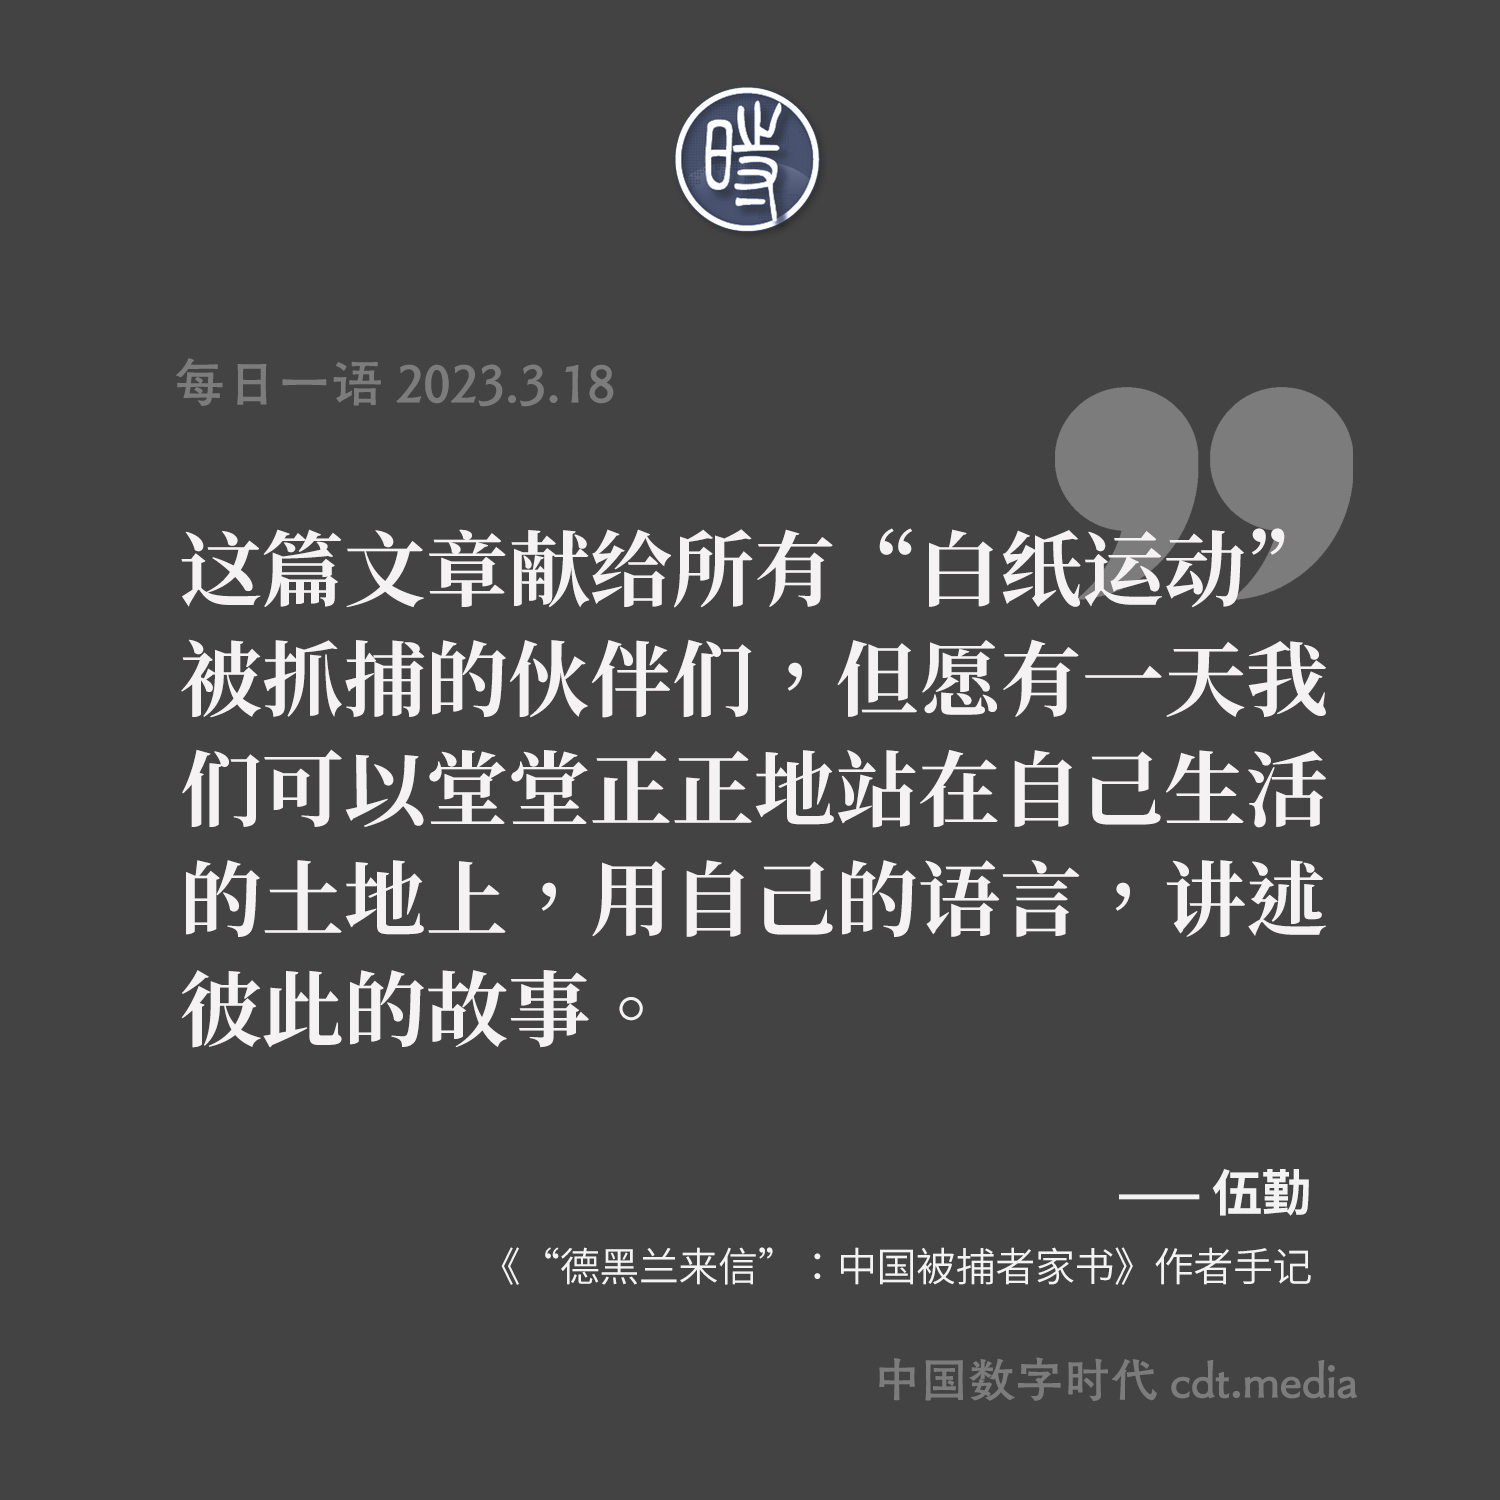 時
每日一语 2023.3.18
这篇文章献给所有“白纸运动”
被抓捕的伙伴们，但愿有一天我
们可以堂堂正正地站在自己生活
的土地上，用自己的语言，讲述
彼此的故事。
—— 伍勤
《“德黑兰来信”：中国被捕者家书》作者手记
中国数字时代 cdt.media